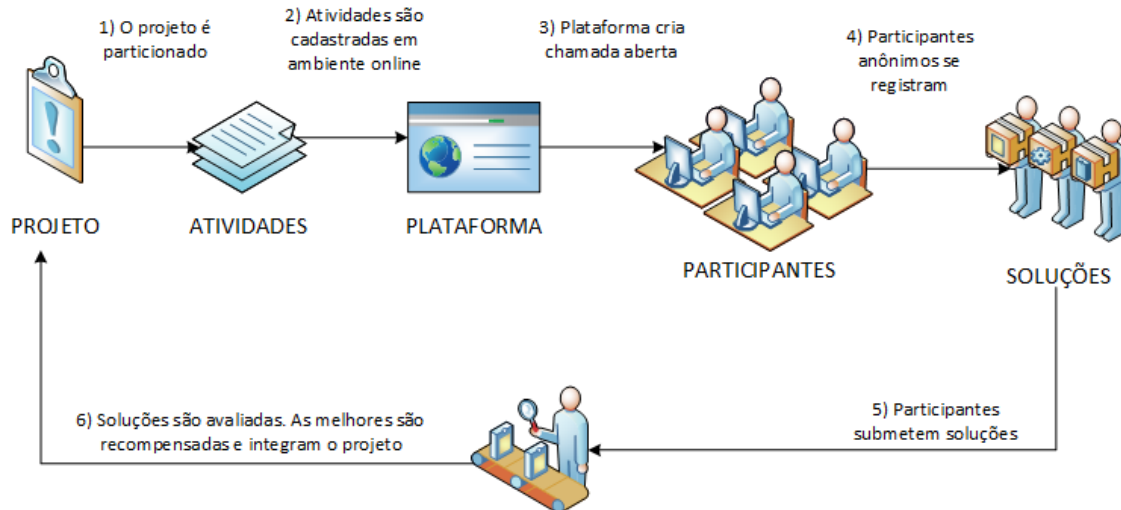 1) O projeto é
particionado
2) Atividades são
cadastradas em
ambiente online
3) Plataforma cria
chamada aberta
4) Participantes
anônimos se
registram
PROJETO
ATIVIDADES
PLATAFORMA
PARTICIPANTES
SOLUÇÕES
5) Participantes
submetem soluções
6) Soluções são avaliadas. As melhores são
recompensadas e integram o projeto